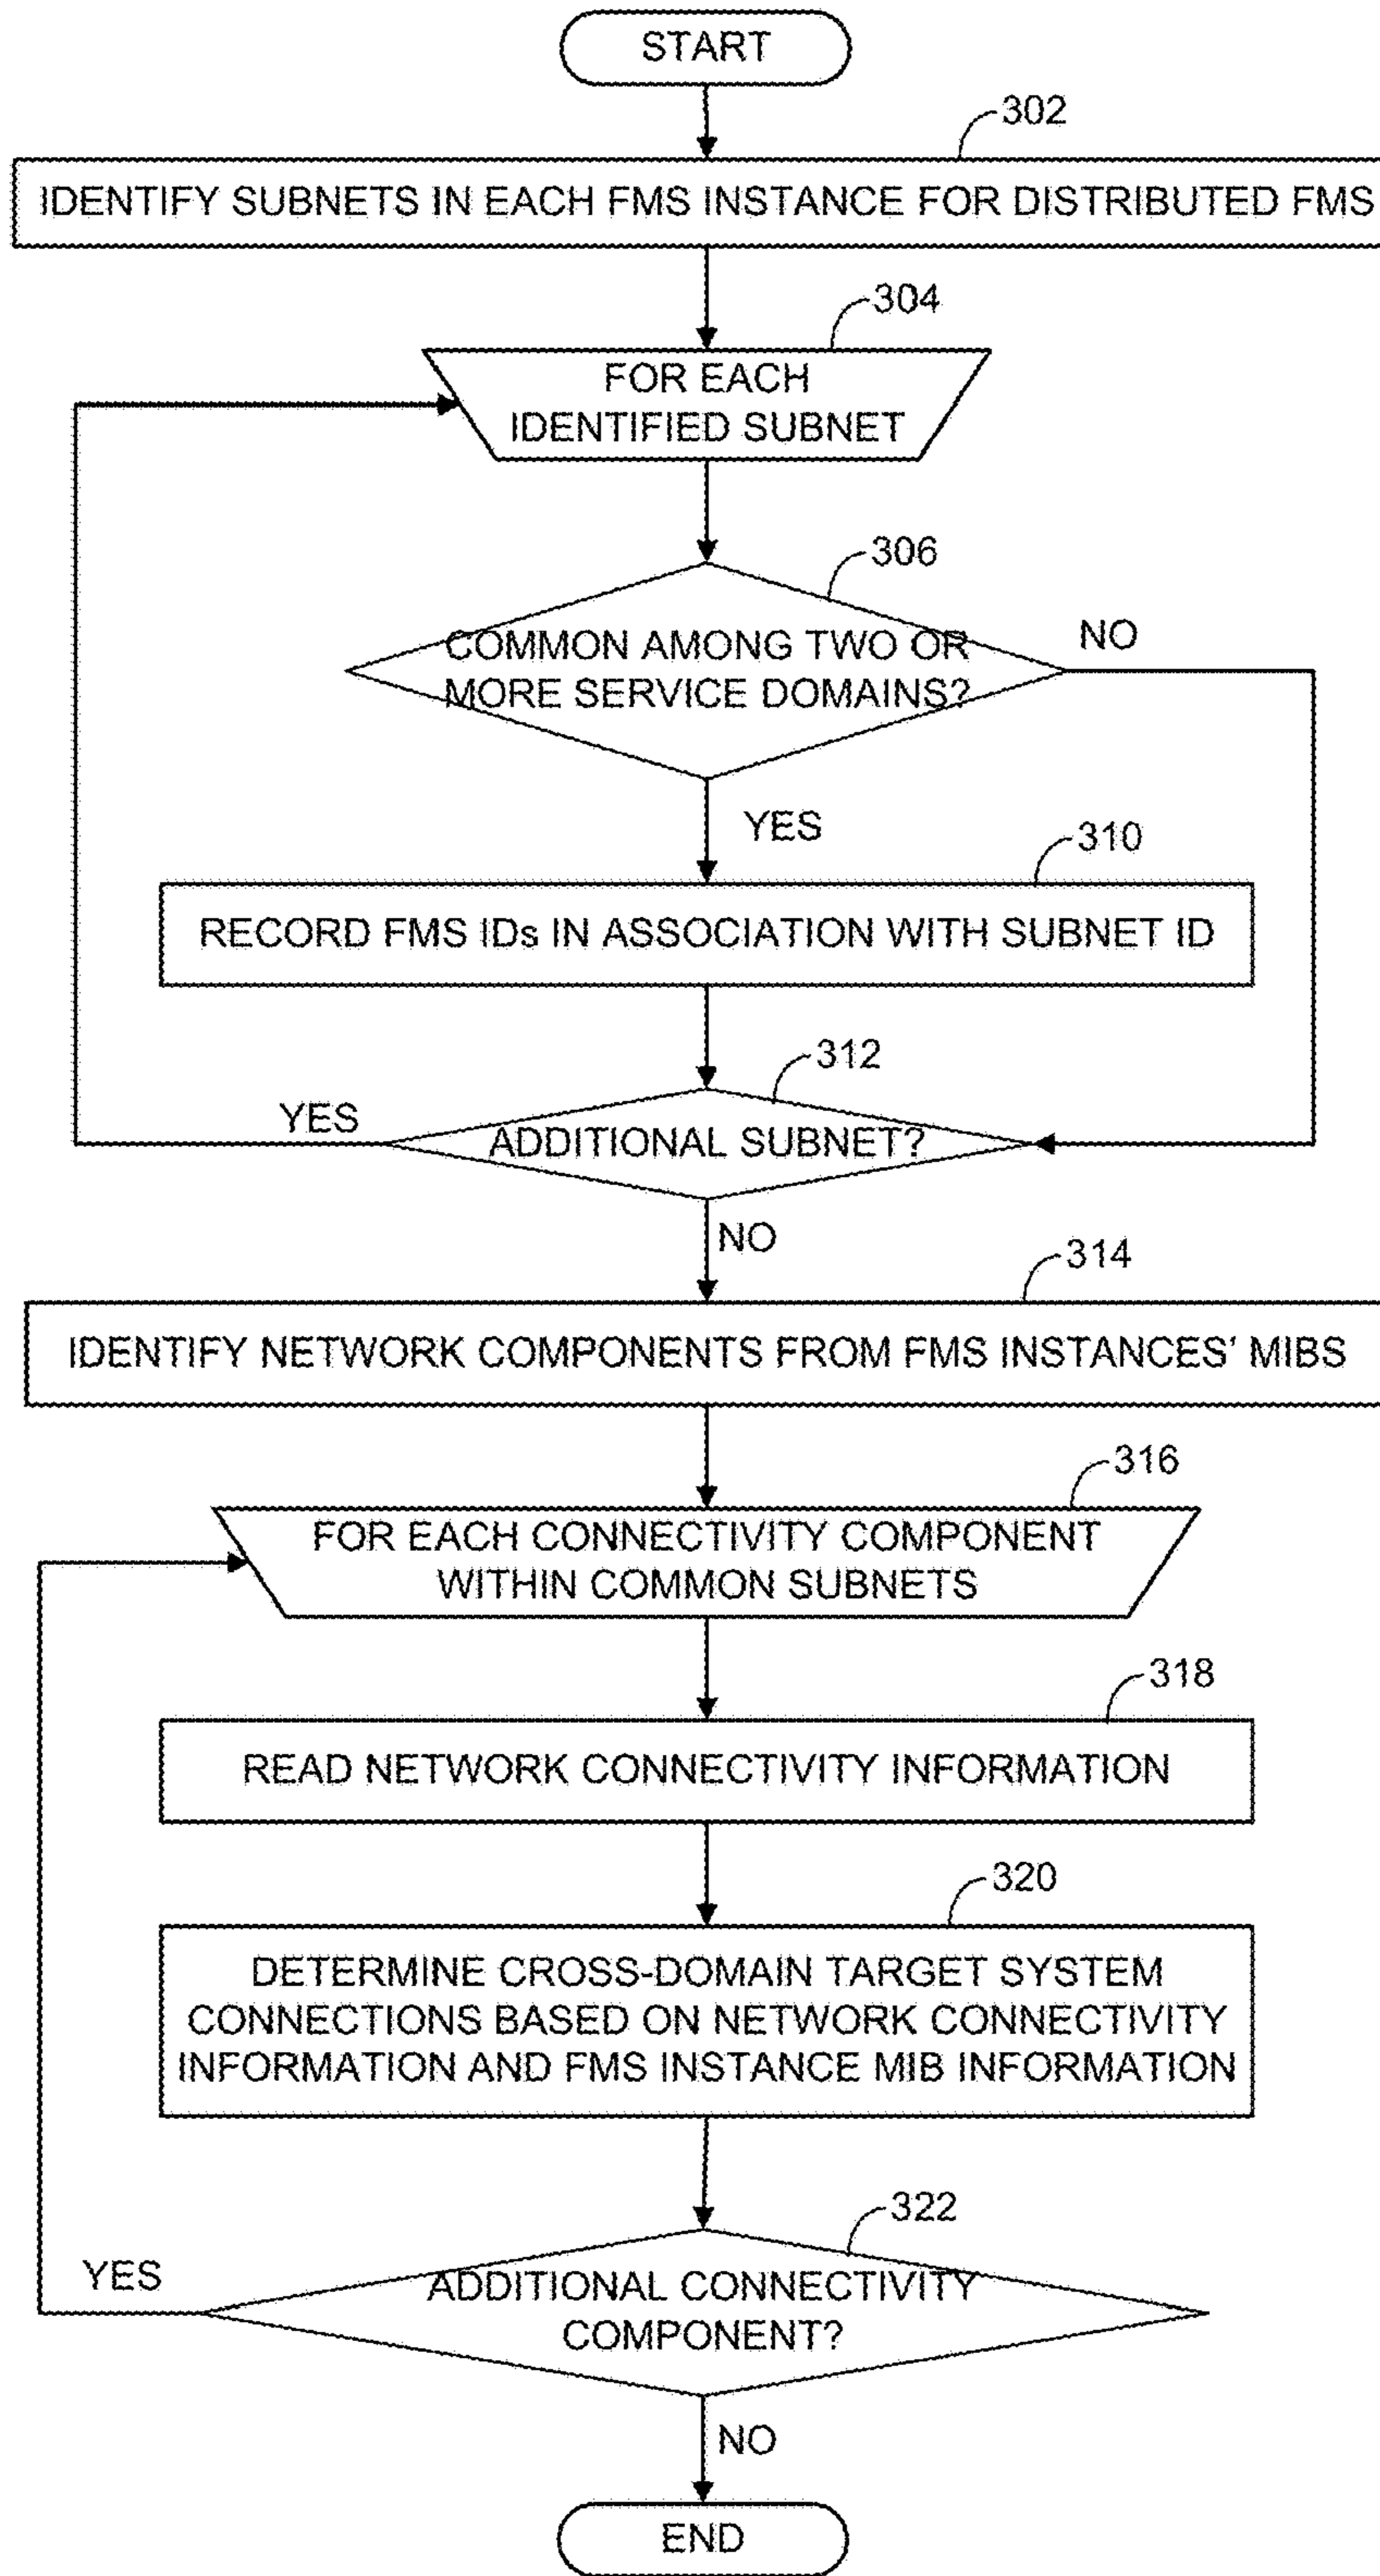 START
302
IDENTIFY SUBNETS IN EACH FMS INSTANCE FOR DISTRIBUTED FMS
304
FOR EACH
IDENTIFIED SUBNET
306
COMMON AMONG TWO OR
MORE SERVICE DOMAINS?
NO
YES
310
RECORD FMS IDs IN ASSOCIATION WITH SUBNET ID
312
YES
ADDITIONAL SUBNET?
NO
314
IDENTIFY NETWORK COMPONENTS FROM FMS INSTANCES' MIBS
316
FOR EACH CONNECTIVITY COMPONENT
WITHIN COMMON SUBNETS
318
READ NETWORK CONNECTIVITY INFORMATION
320
DETERMINE CROSS-DOMAIN TARGET SYSTEM
CONNECTIONS BASED ON NETWORK CONNECTIVITY
INFORMATION AND FMS INSTANCE MIB INFORMATION
322
YES
ADDITIONAL CONNECTIVITY
COMPONENT?
NO
END